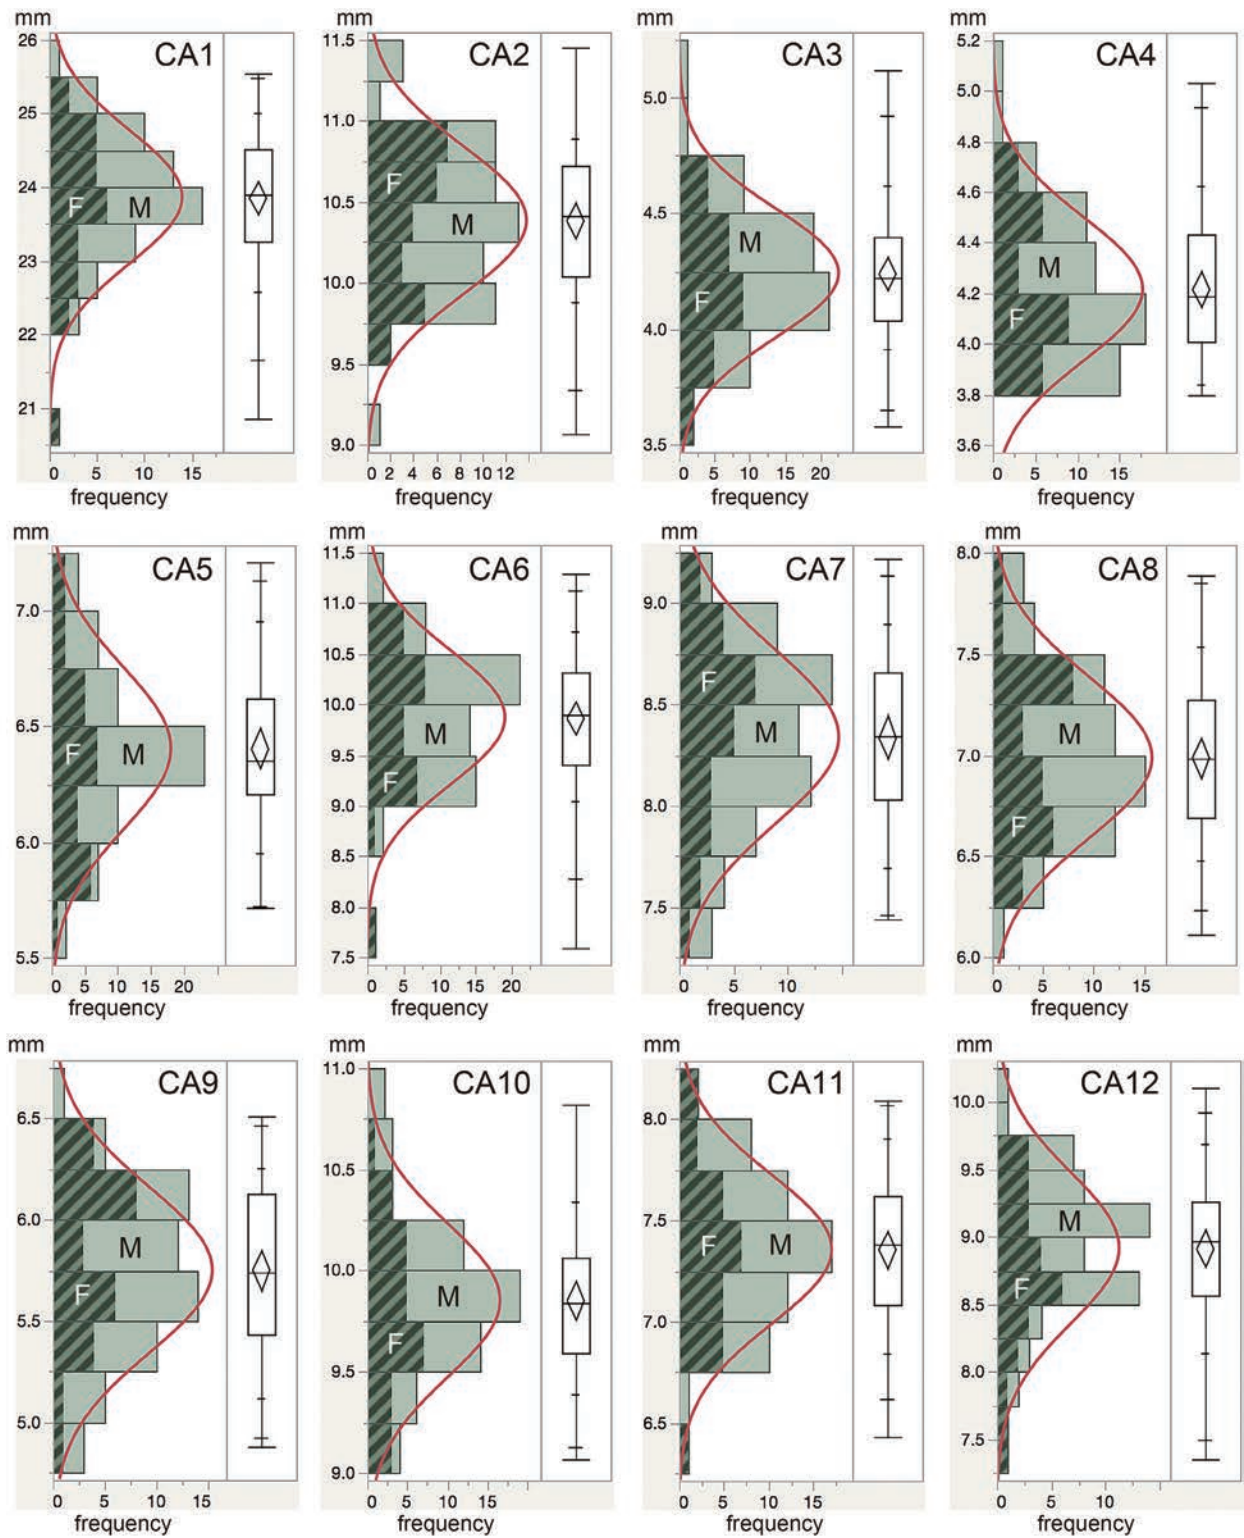 mm mm mm mm
26 11.5 5.2
CA1 CA2 CA3 CA4
25 11.0 5.0 5.0
4.8
24 F M F 10.5 M 4.5 M 4.6
4.4 M
23 10.0 F 4.2 F
22 9.5 4.0 4.0
3.8
21 9.0 3.5 3.6
0 5 10 15 0 2 4 6 8 10 12 0 5 10 15 20 0 5 10 15
frequency frequency frequency frequency
mm mm mm mm
11.5 8.0
CA5 CA6 CA7 CA8
7.0 11.0 9.0
10.5 F 7.5
6.5 F M 10.0 8.5 M M
9.5 M 7.0
6.0 9.0 F 8.0 F
8.5 6.5
8.0 7.5
5.5 7.5 6.0
0 5 10 15 20 0 5 10 15 20 0 5 10 0 5 10 15
frequency frequency frequency frequency
mm mm mm mm
11.0
CA9 CA10 CA11 CA12
6.5 8.0 10.0
10.5 9.5
6.0 M 7.5 F M M
F 10.0 M 9.0
5.5 F 7.0 F 8.5
9.5 8.0
5.0 6.5 7.5
9.0
0 5 10 15 0 5 10 15 0 5 10 15 0 5 10
frequency frequency frequency frequency